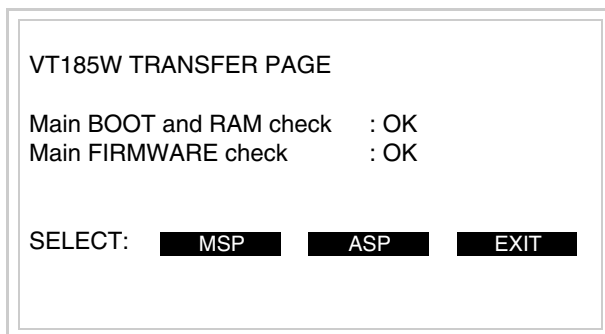 VT185W TRANSFER PAGE
Main BOOT and RAM check : OK
Main FIRMWARE check : OK
SELECT: MSP ASP EXIT